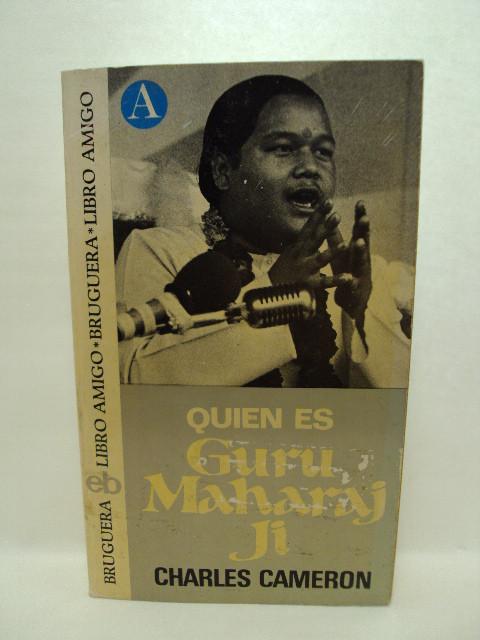 A
BRUGUERA eb LIBRO AMIGO * BRUGUERA * LIBRO AMIGO
QUIEN ES
Guru
Maharaj
Ji
CHARLES CAMERON